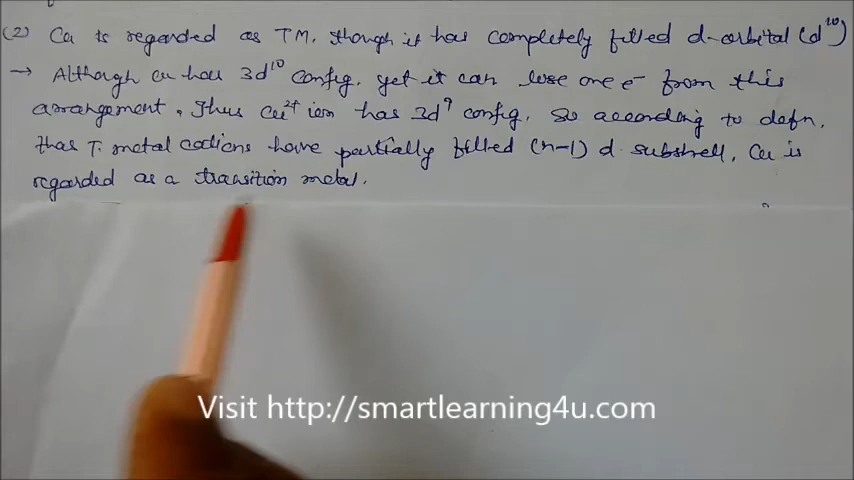 (2) Cu is regarded as TM. though it has completely filled d-orbital (d¹⁰)
→ Although cu has 3d¹⁰ config. yet it can lose one e⁻ from this
arrangement. Thus Cu²⁺ ion has 3d⁹ config. So according to defn.
that T. metal cations have partially filled (n-1) d subshell, Cu is
regarded as a transition metal.
Visit http://smartlearning4u.com